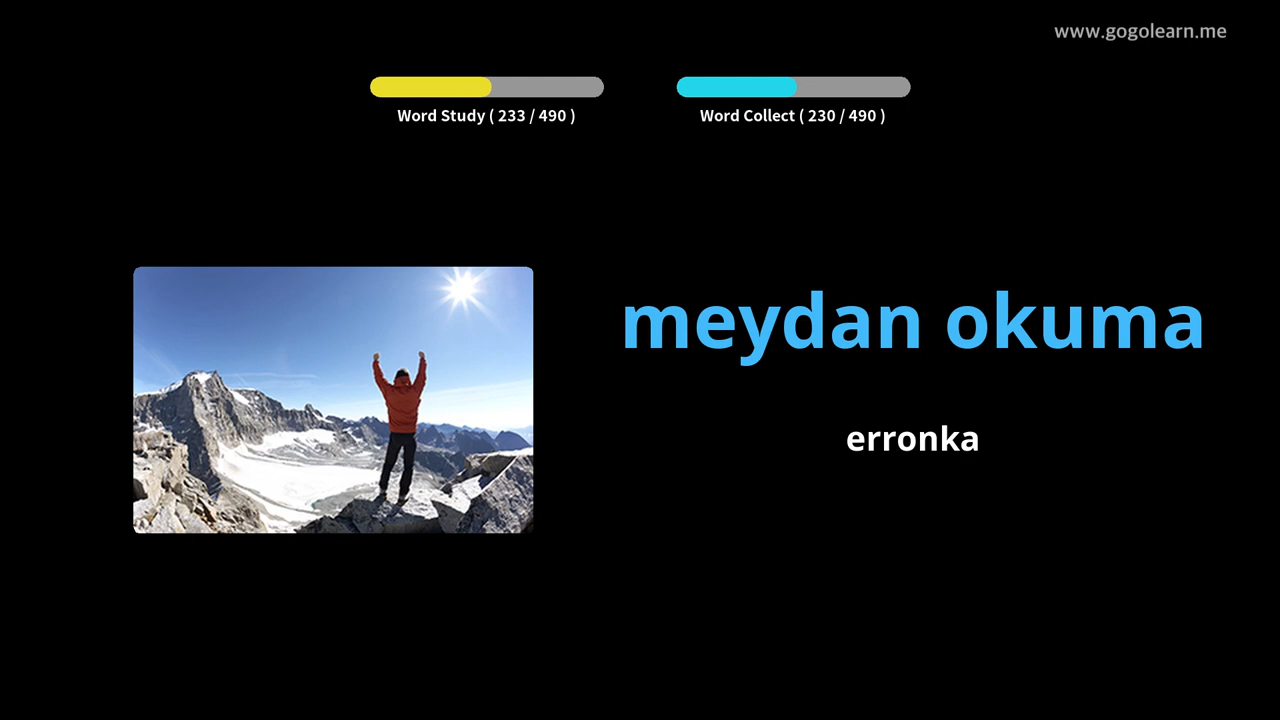 www.gogolearn.me
Word Study ( 233 / 490 )
Word Collect ( 230 / 490 )
meydan okuma
erronka